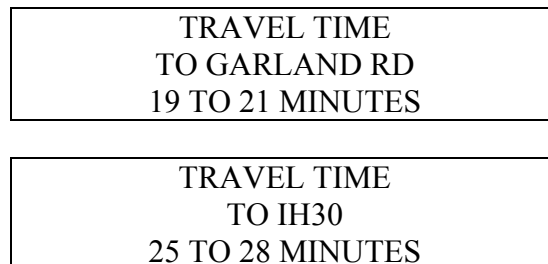 TRAVEL TIME
TO GARLAND RD
19 TO 21 MINUTES
TRAVEL TIME
TO IH30
25 TO 28 MINUTES